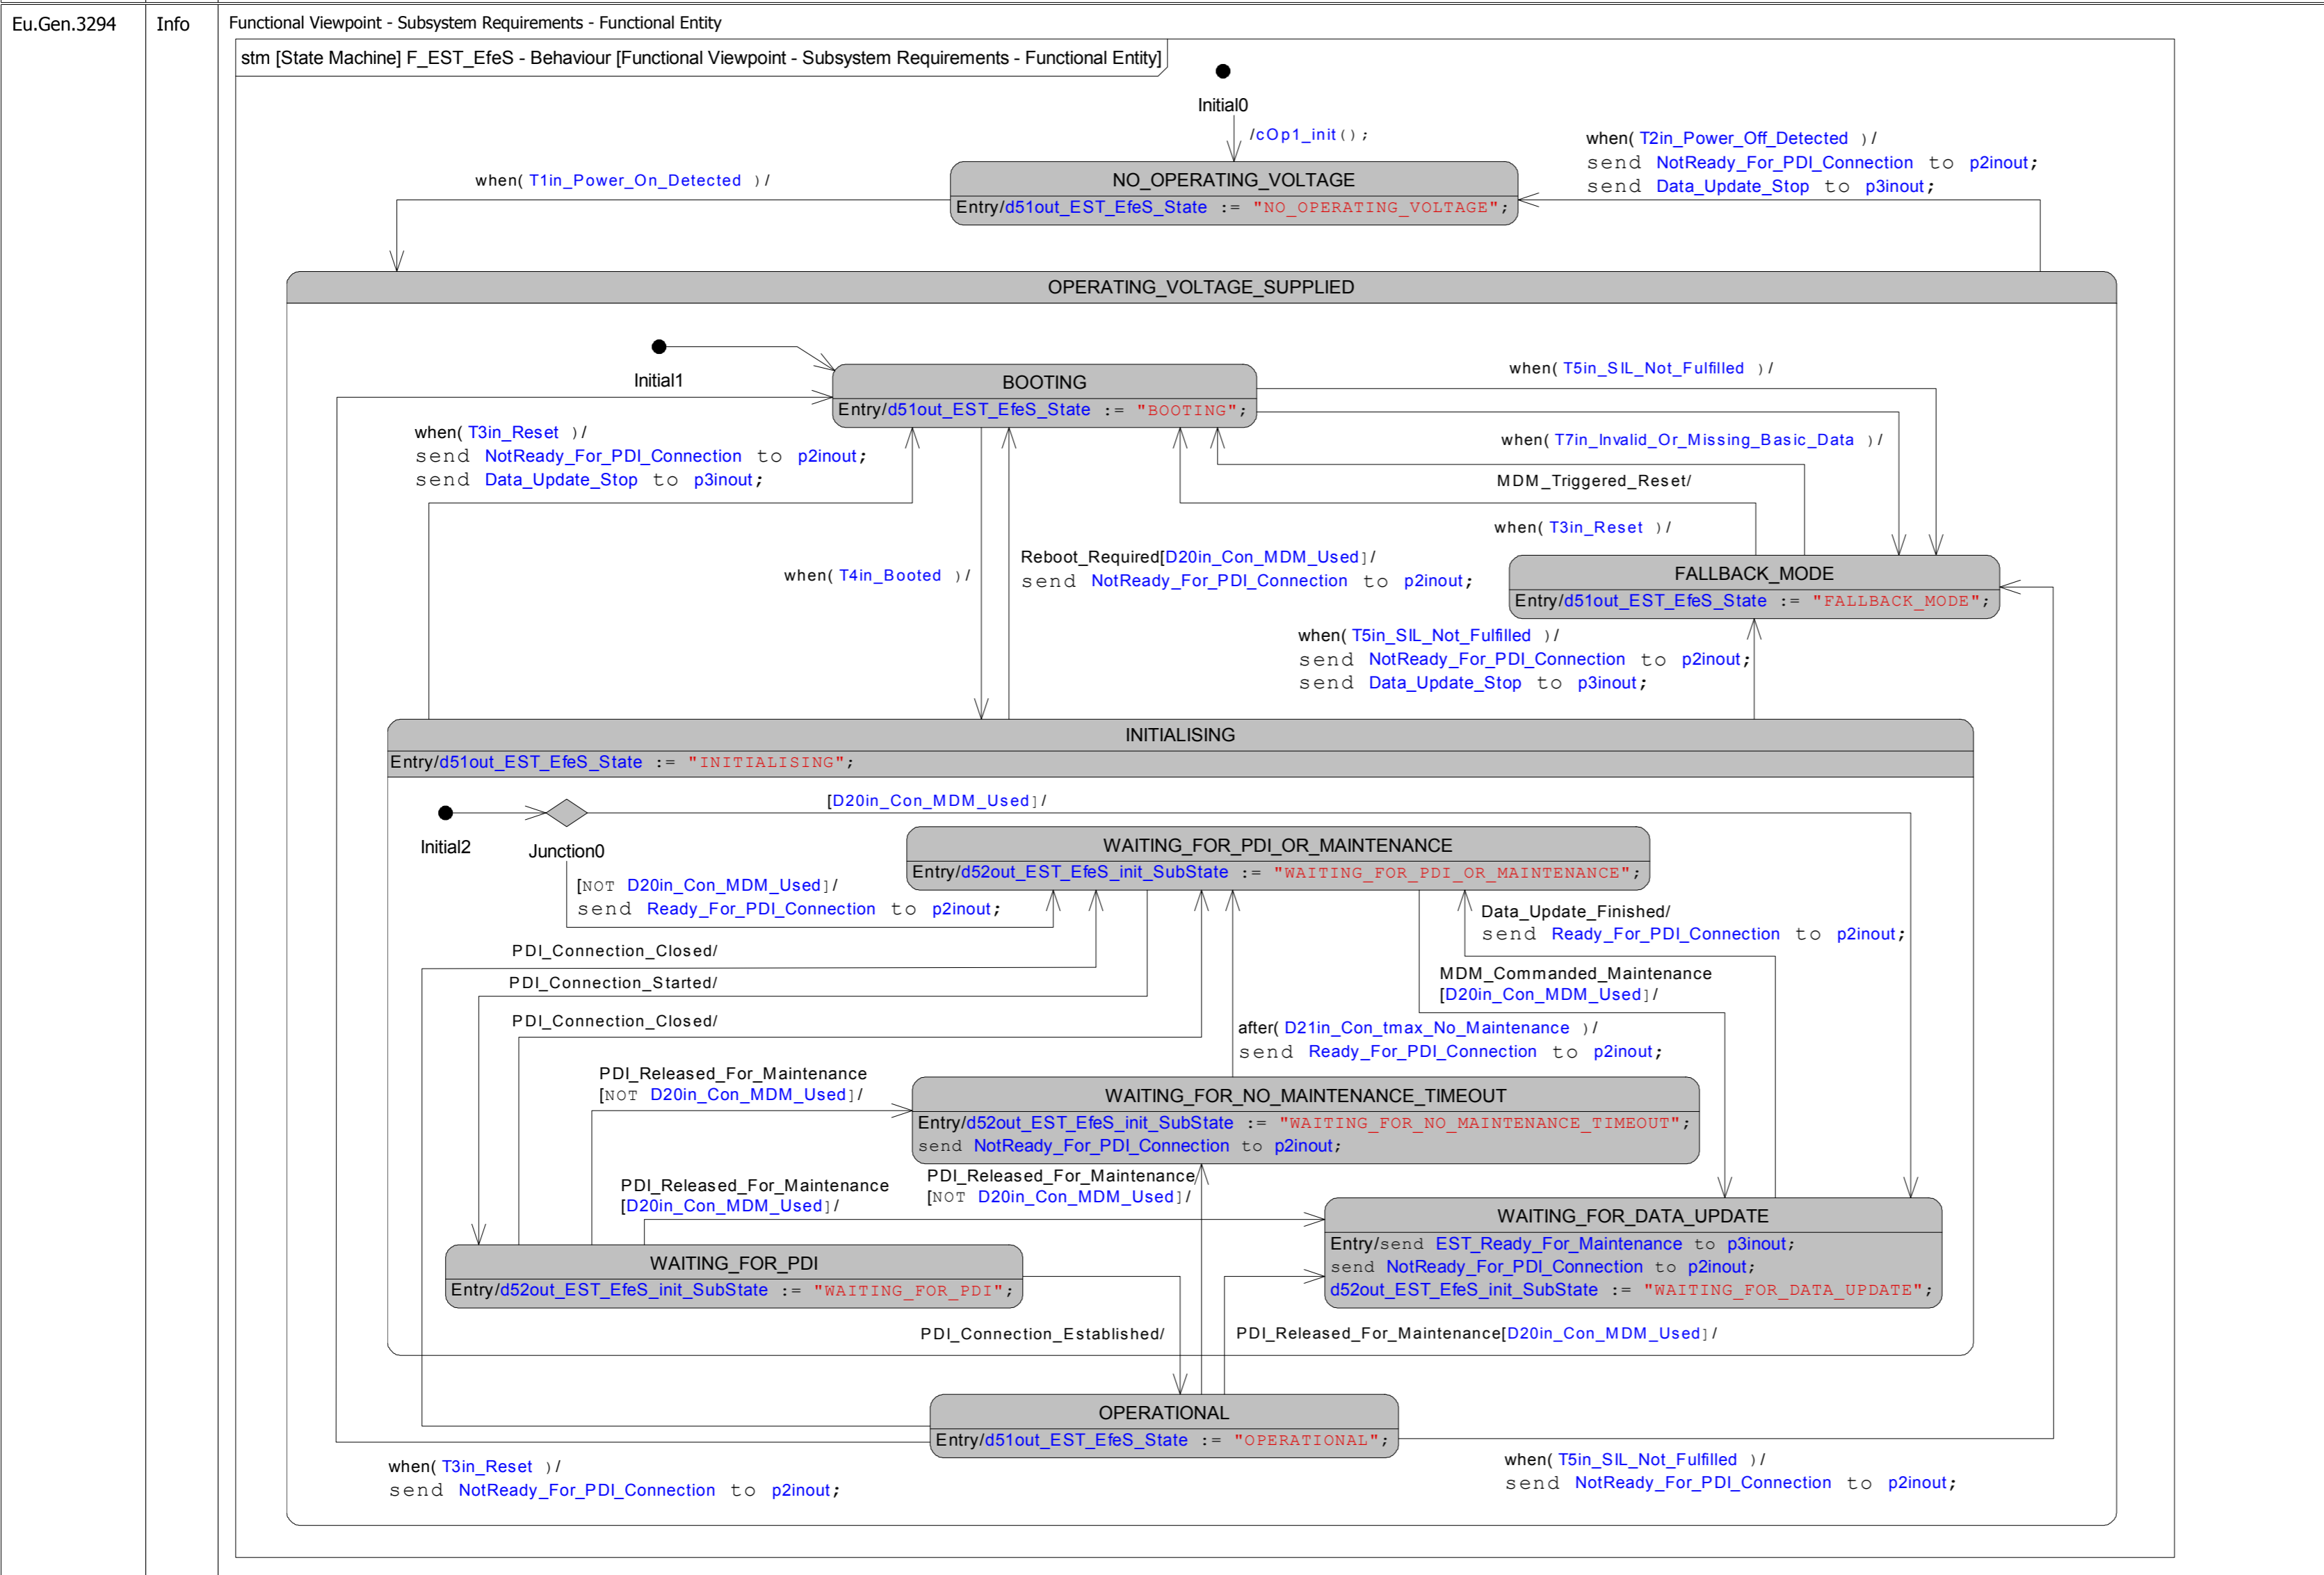 Eu.Gen.3294
Info
Functional Viewpoint - Subsystem Requirements - Functional Entity
stm [State Machine] F_EST_EfeS - Behaviour [Functional Viewpoint - Subsystem Requirements - Functional Entity]
Initial0
/cOp1_init();
when( T2in_Power_Off_Detected )/
send NotReady_For_PDI_Connection to p2inout;
send Data_Update_Stop to p3inout;
when( T1in_Power_On_Detected )/
NO_OPERATING_VOLTAGE
Entry/d51out_EST_EfeS_State := "NO_OPERATING_VOLTAGE";
OPERATING_VOLTAGE_SUPPLIED
Initial1
BOOTING
Entry/d51out_EST_EfeS_State := "BOOTING";
when( T5in_SIL_Not_Fulfilled )/
when( T3in_Reset )/
send NotReady_For_PDI_Connection to p2inout;
send Data_Update_Stop to p3inout;
when( T7in_Invalid_Or_Missing_Basic_Data )/
MDM_Triggered_Reset/
when( T3in_Reset )/
when( T4in_Booted )/
Reboot_Required[D20in_Con_MDM_Used]/
send NotReady_For_PDI_Connection to p2inout;
FALLBACK_MODE
Entry/d51out_EST_EfeS_State := "FALLBACK_MODE";
when( T5in_SIL_Not_Fulfilled )/
send NotReady_For_PDI_Connection to p2inout;
send Data_Update_Stop to p3inout;
INITIALISING
Entry/d51out_EST_EfeS_State := "INITIALISING";
[D20in_Con_MDM_Used]/
Initial2
Junction0
WAITING_FOR_PDI_OR_MAINTENANCE
Entry/d52out_EST_EfeS_init_SubState := "WAITING_FOR_PDI_OR_MAINTENANCE";
[NOT D20in_Con_MDM_Used]/
send Ready_For_PDI_Connection to p2inout;
Data_Update_Finished/
send Ready_For_PDI_Connection to p2inout;
PDI_Connection_Closed/
PDI_Connection_Started/
MDM_Commanded_Maintenance
[D20in_Con_MDM_Used]/
PDI_Connection_Closed/
after( D21in_Con_tmax_No_Maintenance )/
send Ready_For_PDI_Connection to p2inout;
PDI_Released_For_Maintenance
[NOT D20in_Con_MDM_Used]/
WAITING_FOR_NO_MAINTENANCE_TIMEOUT
Entry/d52out_EST_EfeS_init_SubState := "WAITING_FOR_NO_MAINTENANCE_TIMEOUT";
send NotReady_For_PDI_Connection to p2inout;
PDI_Released_For_Maintenance
[D20in_Con_MDM_Used]/
PDI_Released_For_Maintenance
[NOT D20in_Con_MDM_Used]/
WAITING_FOR_DATA_UPDATE
Entry/send EST_Ready_For_Maintenance to p3inout;
send NotReady_For_PDI_Connection to p2inout;
d52out_EST_EfeS_init_SubState := "WAITING_FOR_DATA_UPDATE";
WAITING_FOR_PDI
Entry/d52out_EST_EfeS_init_SubState := "WAITING_FOR_PDI";
PDI_Connection_Established/
PDI_Released_For_Maintenance[D20in_Con_MDM_Used]/
OPERATIONAL
Entry/d51out_EST_EfeS_State := "OPERATIONAL";
when( T3in_Reset )/
send NotReady_For_PDI_Connection to p2inout;
when( T5in_SIL_Not_Fulfilled )/
send NotReady_For_PDI_Connection to p2inout;